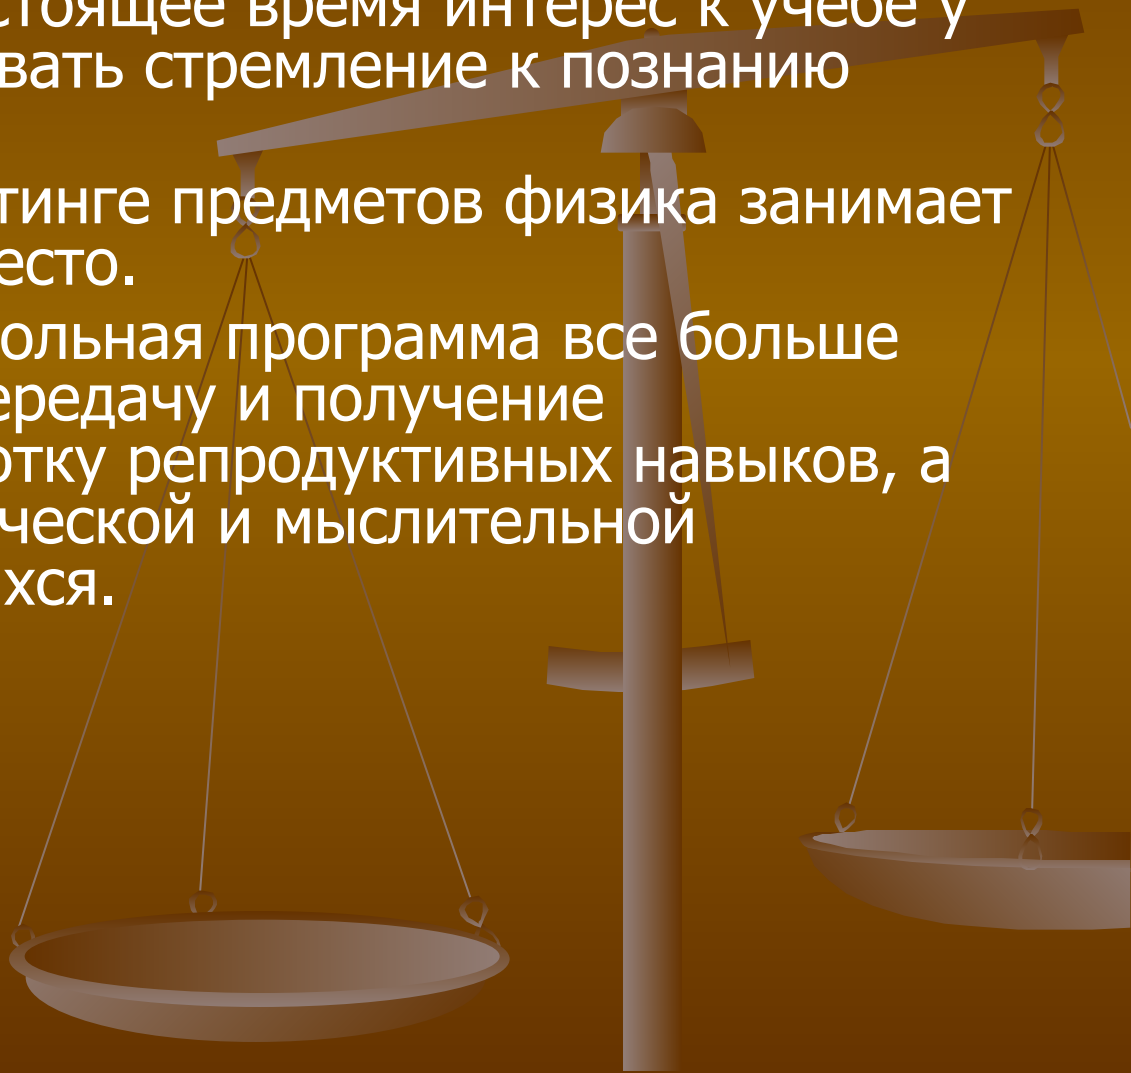 стоящее время интерес к учебе у
вать стремление к познанию
тинге предметов физика занимает
есто.
ольная программа все больше
ередачу и получение
отку репродуктивных навыков, а
ческой и мыслительной
хся.